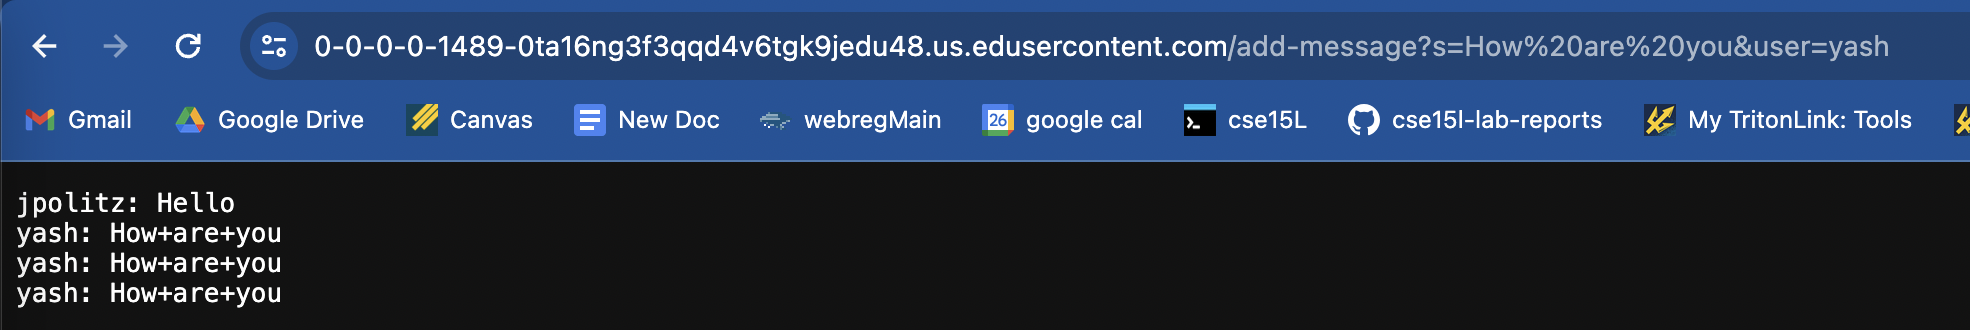 0-0-0-0-1489-0ta16ng3f3qqd4v6tgk9jedu48.us.edusercontent.com/add-message?s=How%20are%20you&user=yash
Gmail Google Drive Canvas New Doc webregMain 26 google cal cse15L cse15l-lab-reports My TritonLink: Tools
jpolitz: Hello
yash: How+are+you
yash: How+are+you
yash: How+are+you